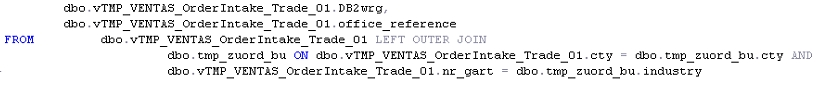 dbo.vTMP_VENTAS_OrderIntake_Trade_01.DB2wrg,
dbo.vTMP_VENTAS_OrderIntake_Trade_01.office_reference
FROM dbo.vTMP_VENTAS_OrderIntake_Trade_01 LEFT OUTER JOIN
dbo.tmp_zuord_bu ON dbo.vTMP_VENTAS_OrderIntake_Trade_01.cty = dbo.tmp_zuord_bu.cty AND
dbo.vTMP_VENTAS_OrderIntake_Trade_01.nr_gart = dbo.tmp_zuord_bu.industry